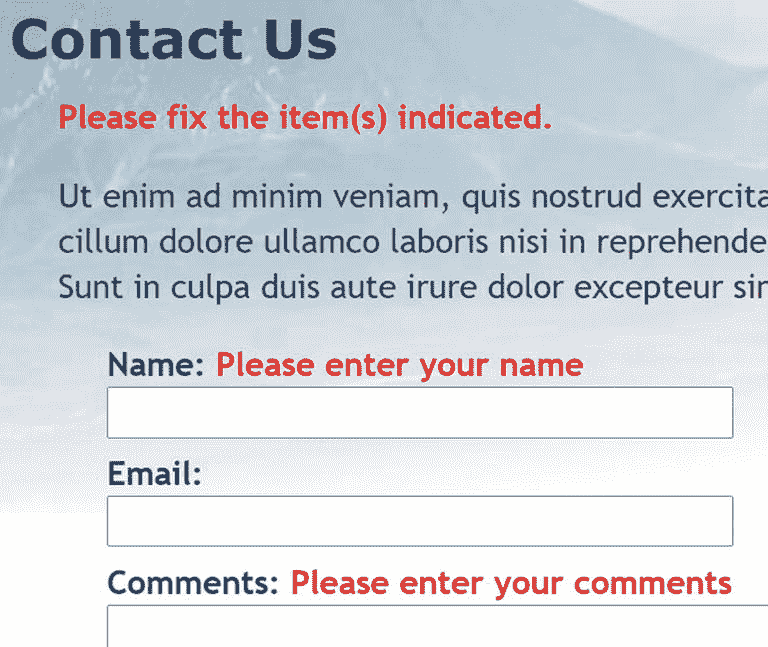 Contact Us
Please fix the item(s) indicated.
Ut enim ad minim veniam, quis nostrud exercita
cillum dolore ullamco laboris nisi in reprehende
Sunt in culpa duis aute irure dolor excepteur sin
Name: Please enter your name
Email:
Comments: Please enter your comments